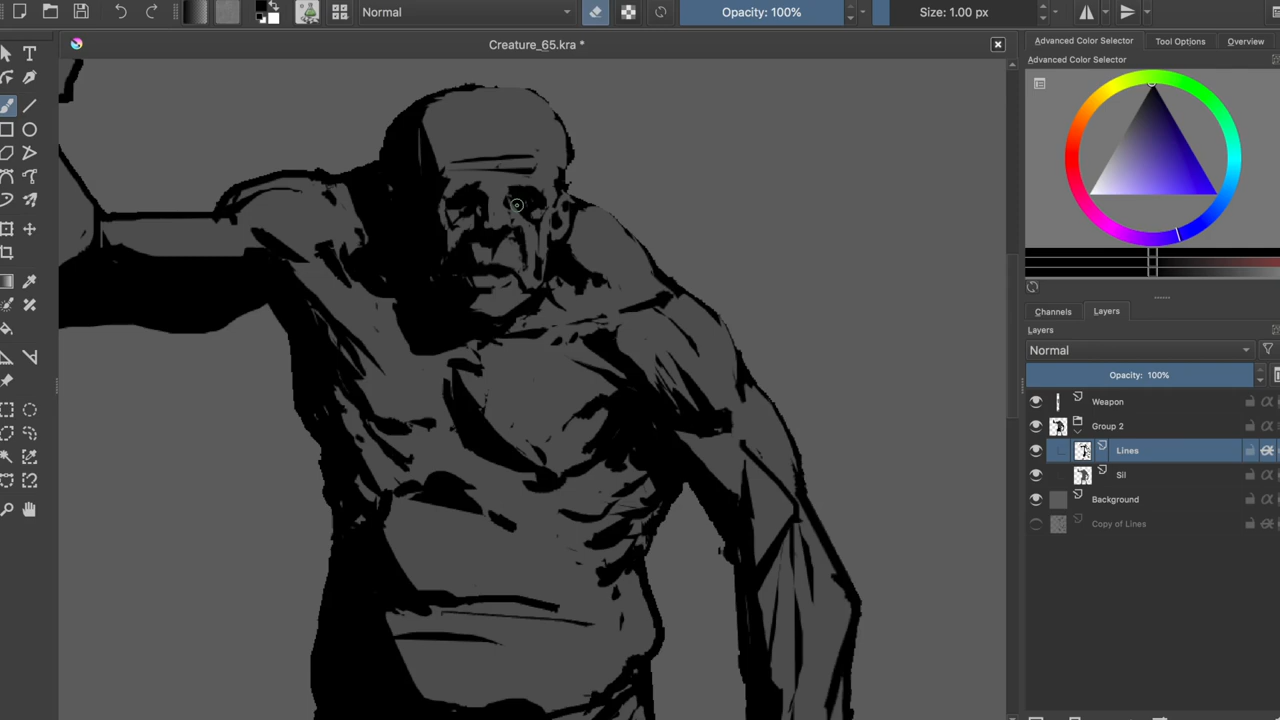 Normal
Opacity: 100%
Size: 1.00 px
Creature_65.kra *
Advanced Color Selector
Tool Options
Overview
Advanced Color Selector
Channels
Layers
Layers
Normal
Opacity: 100%
Weapon
Group 2
Lines
Sil
Background
Copy of Lines